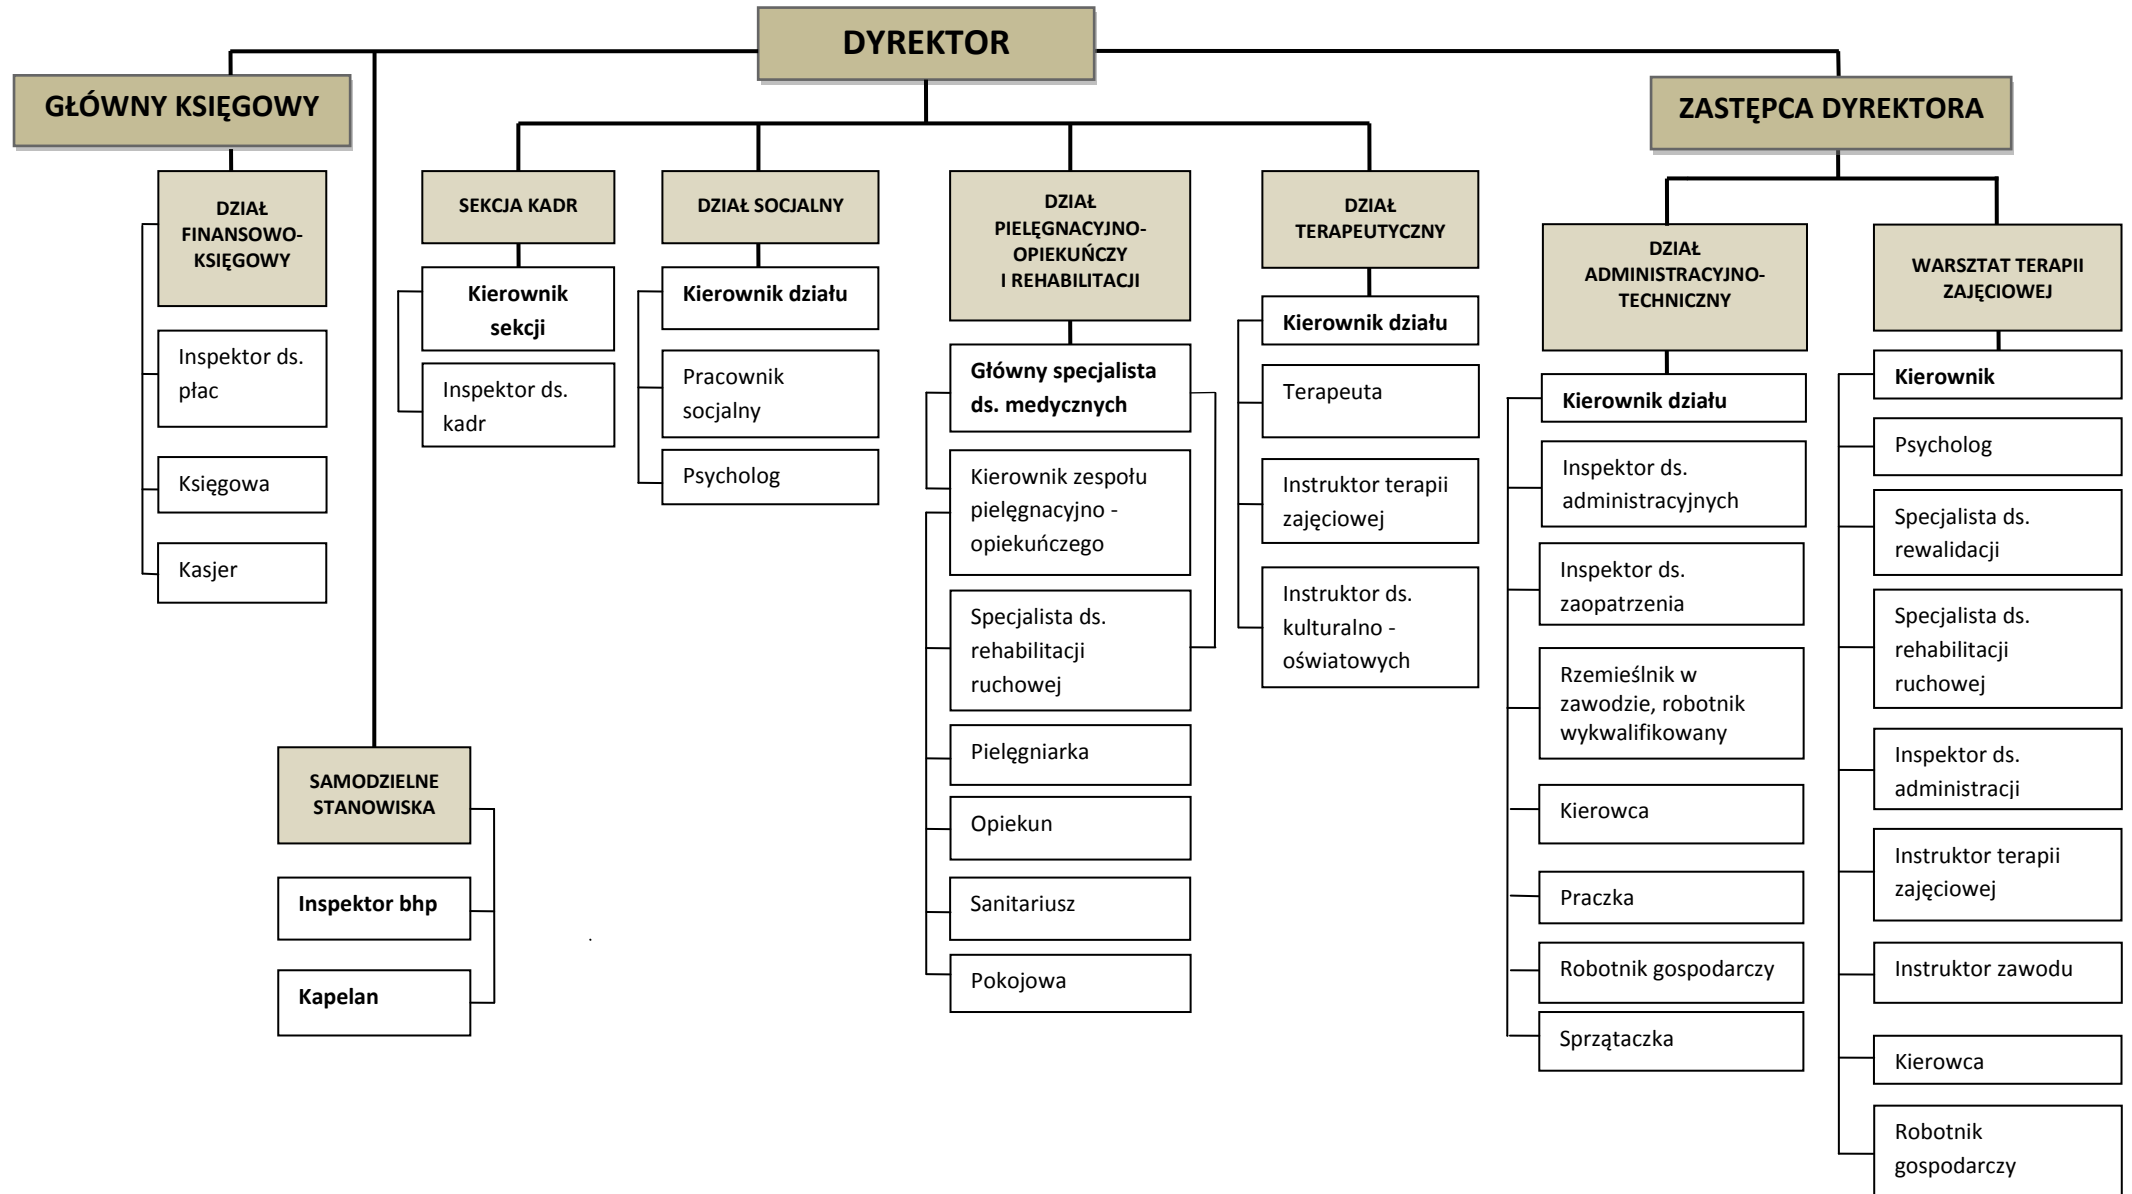 DYREKTOR
GŁÓWNY KSIĘGOWY
ZASTĘPCA DYREKTORA
DZIAŁ
FINANSOWO-
KSIĘGOWY
Inspektor ds.
płac
Księgowa
Kasjer
SAMODZIELNE
STANOWISKA
Inspektor bhp
Kapelan
SEKCJA KADR
Kierownik
sekcji
Inspektor ds.
kadr
DZIAŁ SOCJALNY
Kierownik działu
Pracownik
socjalny
Psycholog
DZIAŁ
PIELĘGNACYJNO-
OPIEKUŃCZY
I REHABILITACJI
Główny specjalista
ds. medycznych
Kierownik zespołu
pielęgnacyjno -
opiekuńczego
Specjalista ds.
rehabilitacji
ruchowej
Pielęgniarka
Opiekun
Sanitariusz
Pokojowa
DZIAŁ
TERAPEUTYCZNY
Kierownik działu
Terapeuta
Instruktor terapii
zajęciowej
Instruktor ds.
kulturalno -
oświatowych
DZIAŁ
ADMINISTRACYJNO-
TECHNICZNY
Kierownik działu
Inspektor ds.
administracyjnych
Inspektor ds.
zaopatrzenia
Rzemieślnik w
zawodzie, robotnik
wykwalifikowany
Kierowca
Praczka
Robotnik gospodarczy
Sprzątaczka
WARSZTAT TERAPII
ZAJĘCIOWEJ
Kierownik
Psycholog
Specjalista ds.
rewalidacji
Specjalista ds.
rehabilitacji
ruchowej
Inspektor ds.
administracji
Instruktor terapii
zajęciowej
Instruktor zawodu
Kierowca
Robotnik
gospodarczy